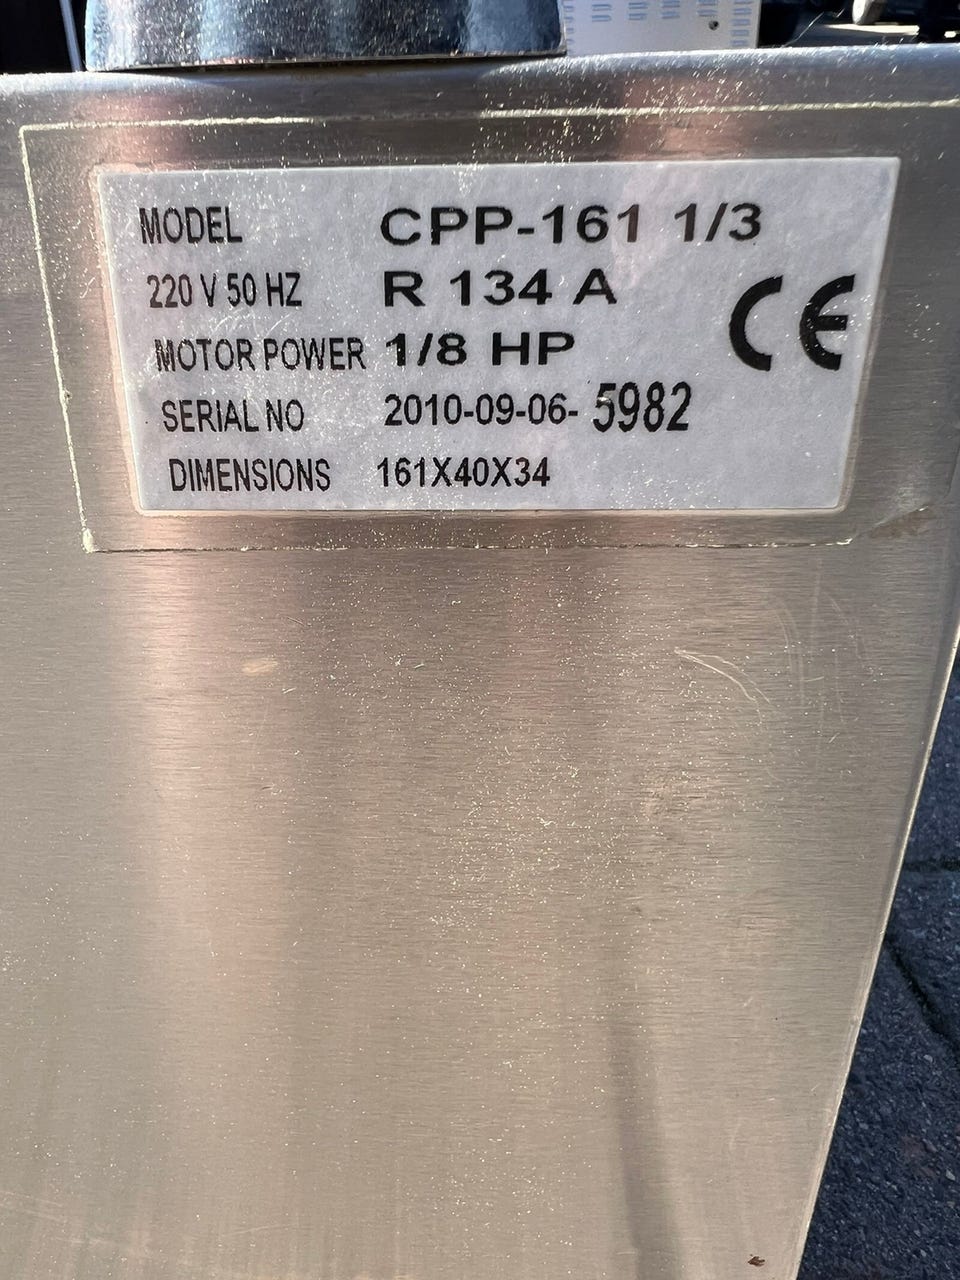 MODEL CPP-161 1/3
220 V 50 HZ R 134 A
MOTOR POWER 1/8 HP
CE
SERIAL NO 2010-09-06- 5982
DIMENSIONS 161X40X34